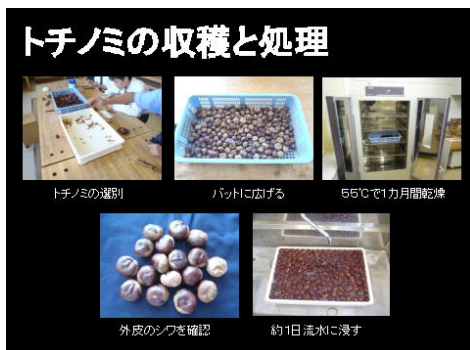 トチノミの収穫と処理
トチノミの選別
バットに広げる
55℃で1カ月間乾燥
外皮のシワを確認
約1日流水に浸す